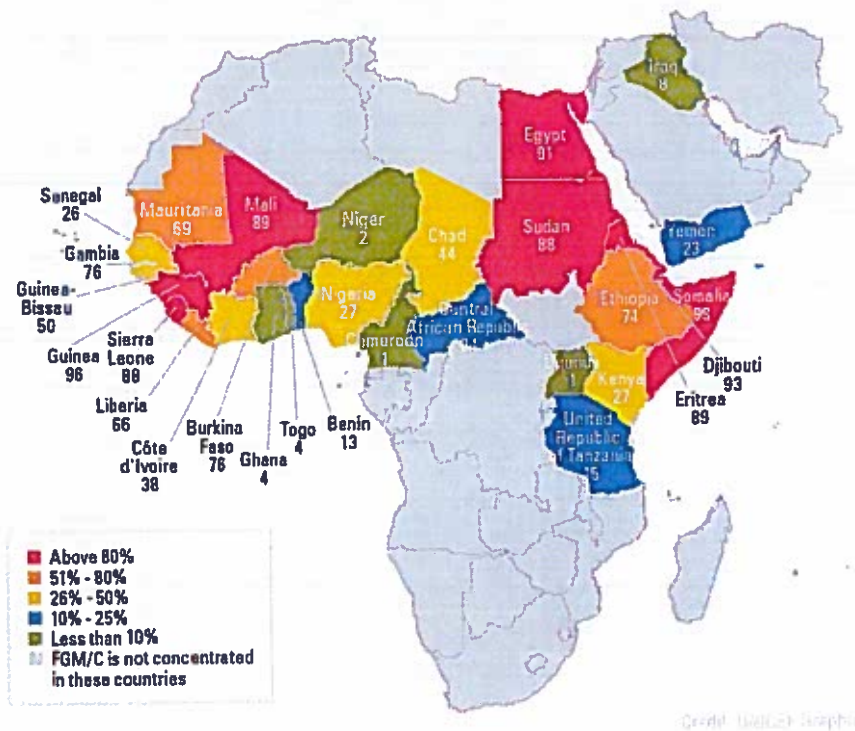 Iraq
8
Egypt
91
Senegal
26
Mauritania
69
Mali
89
Niger
2
Chad
44
Sudan
88
Yemen
23
Gambia
76
Guinea-
Bissau
50
Nigeria
27
Ethiopia
74
Somalia
Central
African Republic
Cameroon
1
Guinea
96
Sierra
Leone
88
Liberia
66
Côte
d'Ivoire
38
Burkina
Faso
76
Ghana
4
Togo
4
Benin
13
1
Kenya
27
Djibouti
93
Eritrea
89
United
Republic
of Tanzania
15
Above 80%
51% - 80%
26% - 50%
10% - 25%
Less than 10%
FGM/C is not concentrated
in these countries